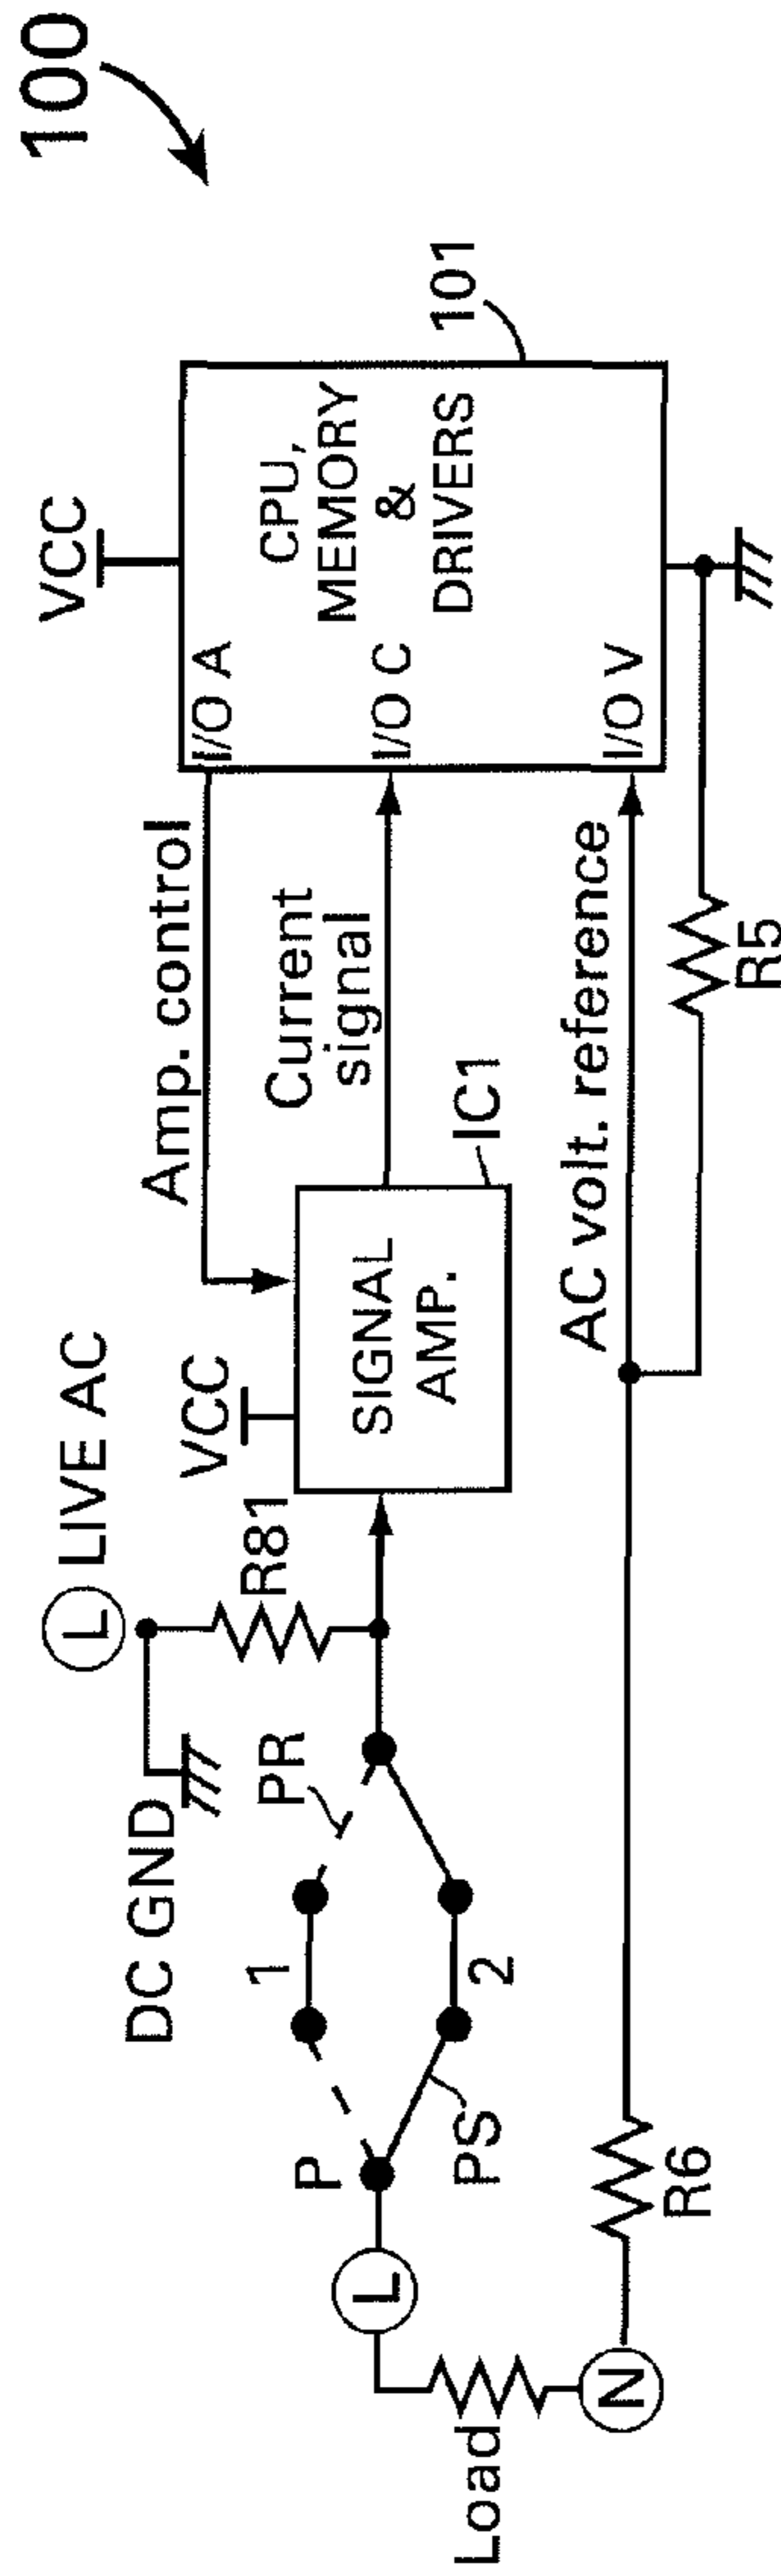 100
L LIVE AC
DC GND
VCC
R81
PR
1
2
P
PS
L
Load
N
R6
SIGNAL
AMP.
IC1
Amp. control
Current
signal
AC volt. reference
R5
VCC
I/O A
I/O C
I/O V
CPU,
MEMORY
&
DRIVERS
101